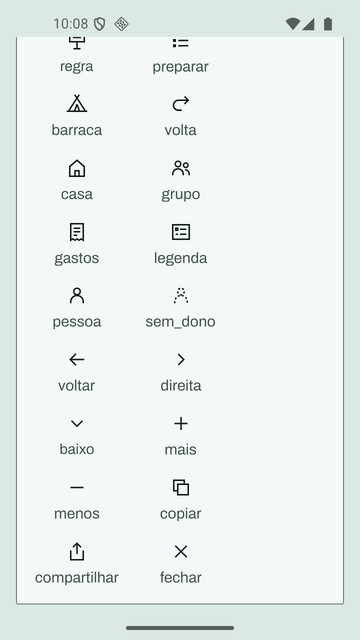 10:08
regra preparar
barraca volta
casa grupo
gastos legenda
pessoa sem_dono
voltar direita
baixo mais
menos copiar
compartilhar fechar